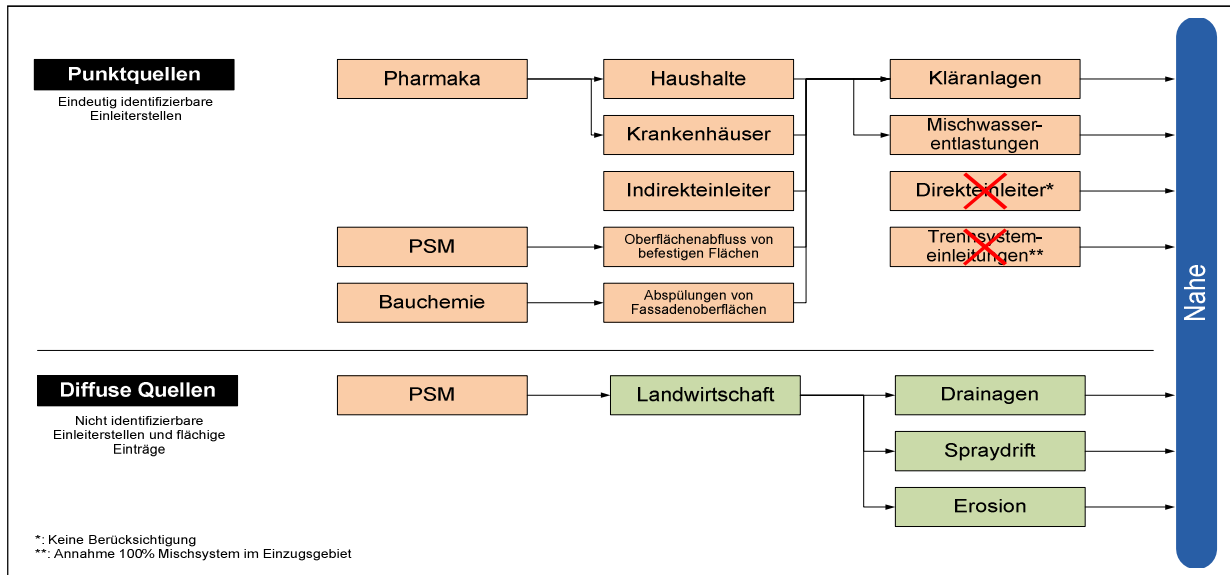 Punktquellen
Eindeutig identifizierbare
Einleiterstellen
Pharmaka
Haushalte
Kläranlagen
Krankenhäuser
Mischwasser-
entlastungen
Indirekteinleiter
Direkteinleiter*
PSM
Oberflächenabfluss von
befestigen Flächen
Trennsystem-
einleitungen**
Bauchemie
Abspülungen von
Fassadenoberflächen
Nahe
Diffuse Quellen
Nicht identifizierbare
Einleiterstellen und flächige
Einträge
PSM
Landwirtschaft
Drainagen
Spraydrift
Erosion
*: Keine Berücksichtigung
**: Annahme 100% Mischsystem im Einzugsgebiet